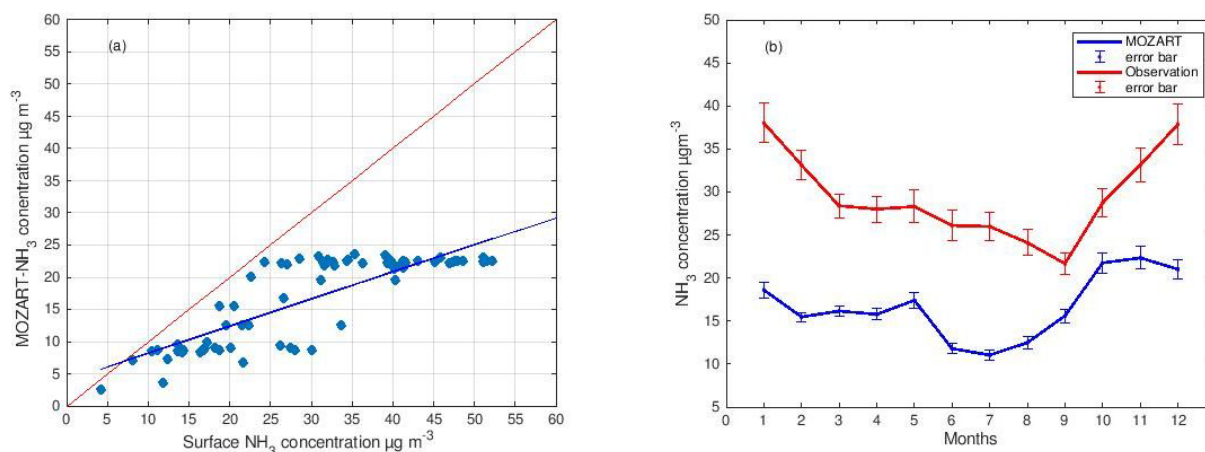 (a)
60
55
50
45
40
35
30
25
20
15
10
5
0
MOZART-NH3 conentration µg m-3
0 5 10 15 20 25 30 35 40 45 50 55 60
Surface NH3 concentration µg m-3
(b)
MOZART
error bar
Observation
error bar
50
45
40
35
30
25
20
15
10
5
NH3 concentration µgm-3
0 1 2 3 4 5 6 7 8 9 10 11 12
Months